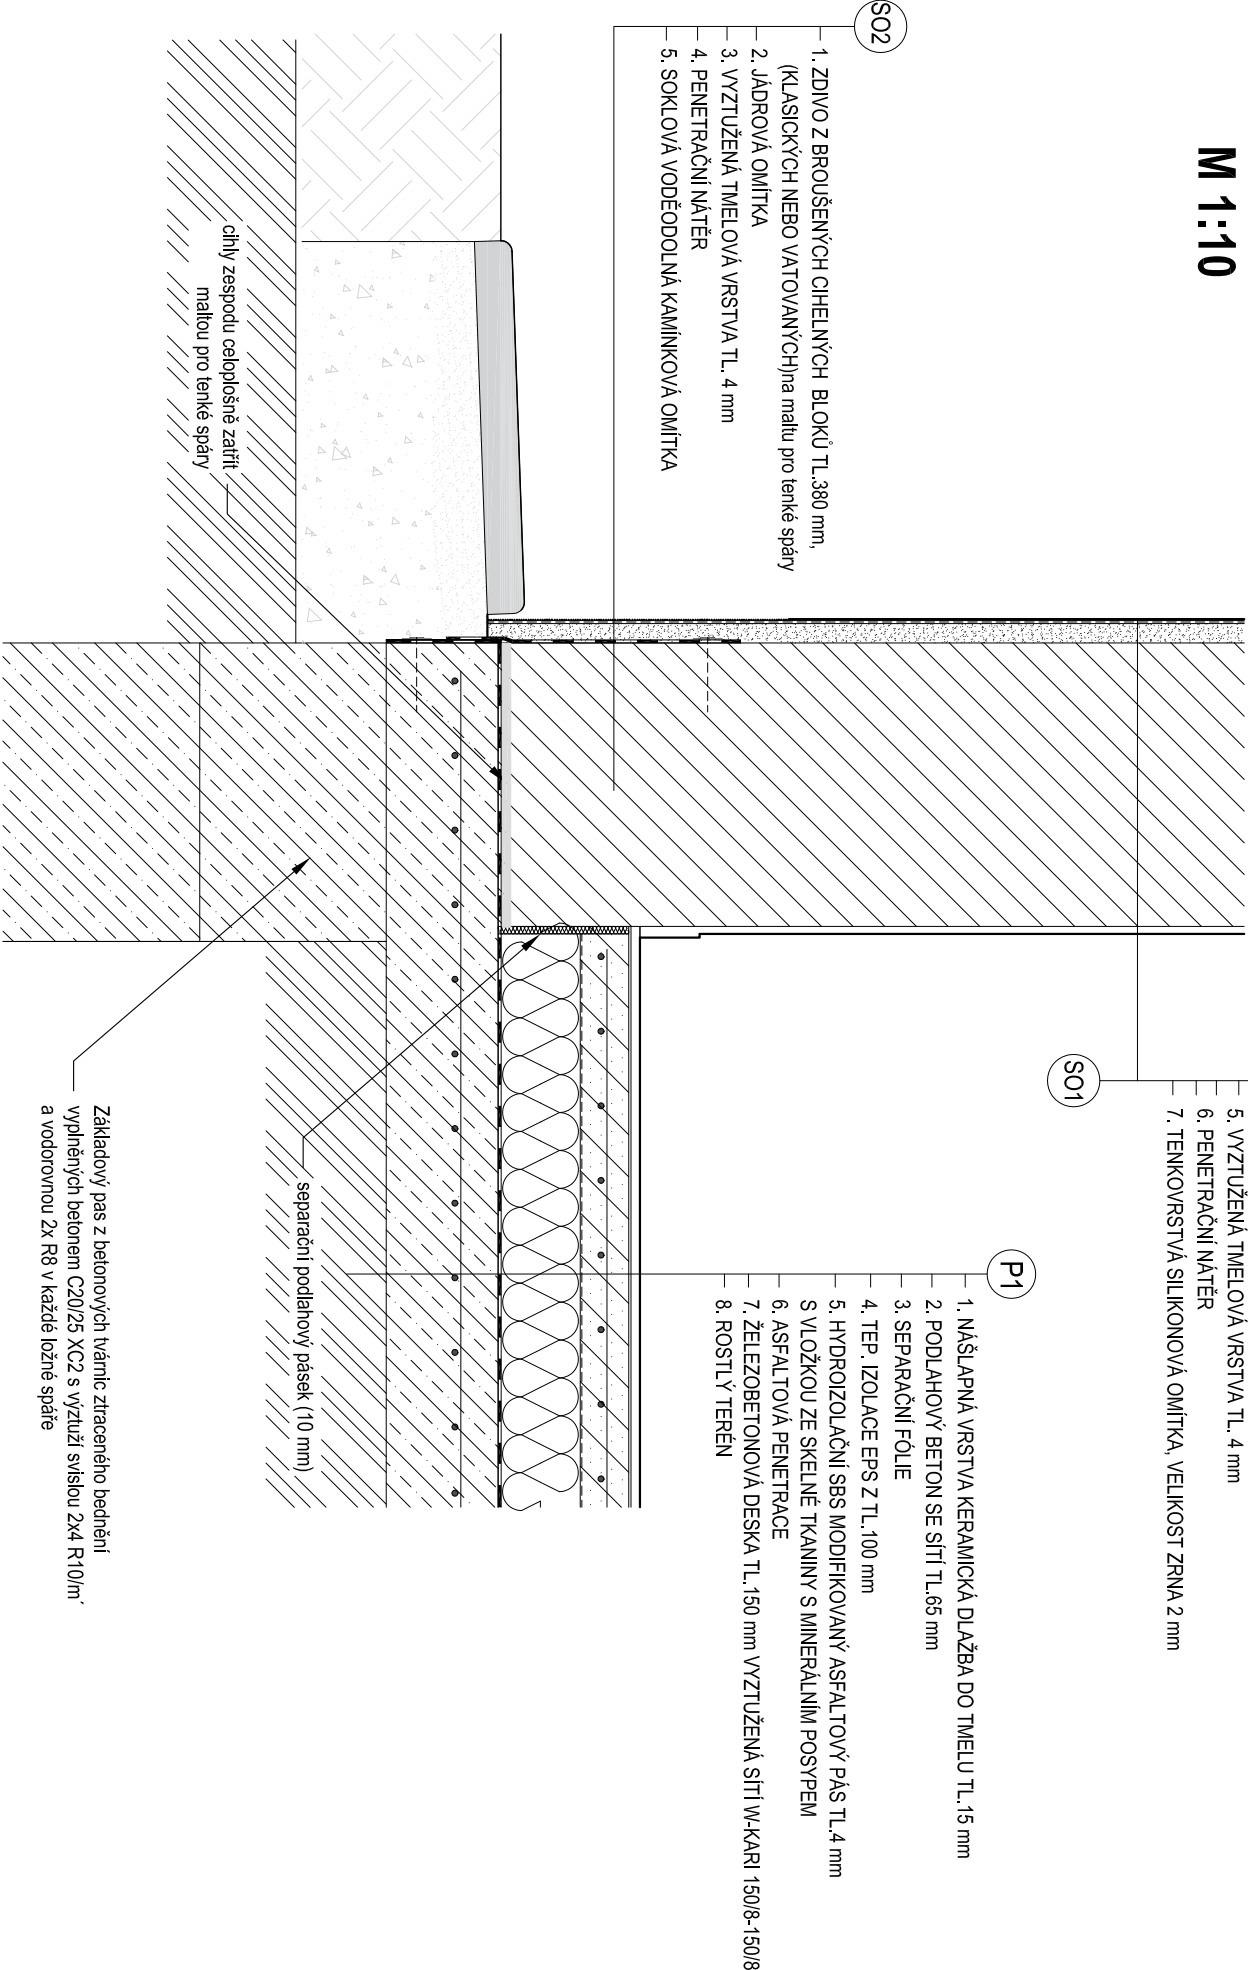 M 1:10
SO2
1. ZDIVO Z BROUŠENÝCH CIHELNÝCH BLOKŮ TL.380 mm,
(KLASICKÝCH NEBO VATOVANÝCH)na maltu pro tenké spáry
2. JÁDROVÁ OMÍTKA
3. VYZTUŽENÁ TMELOVÁ VRSTVA TL. 4 mm
4. PENETRAČNÍ NÁTĚR
5. SOKLOVÁ VODĚODOLNÁ KAMÍNKOVÁ OMÍTKA
cihly zespodu celoplošně zatřít
maltou pro tenké spáry
5. VYZTUŽENÁ TMELOVÁ VRSTVA TL. 4 mm
6. PENETRAČNÍ NÁTĚR
7. TENKOVRSTVÁ SILIKONOVÁ OMÍTKA, VELIKOST ZRNA 2 mm
SO1
P1
1. NÁŠLAPNÁ VRSTVA KERAMICKÁ DLAŽBA DO TMELU TL.15 mm
2. PODLAHOVÝ BETON SE SÍTÍ TL.65 mm
3. SEPARAČNÍ FÓLIE
4. TEP. IZOLACE EPS Z TL.100 mm
5. HYDROIZOLAČNÍ SBS MODIFIKOVANÝ ASFALTOVÝ PÁS TL.4 mm
S VLOŽKOU ZE SKELNÉ TKANINY S MINERÁLNÍM POSYPEM
6. ASFALTOVÁ PENETRACE
7. ŽELEZOBETONOVÁ DESKA TL.150 mm VYZTUŽENÁ SÍTÍ W-KARI 150/8-150/8
8. ROSTLÝ TERÉN
separační podlahový pásek (10 mm)
Základový pas z betonových tvárnic ztraceného bednění
vyplněných betonem C20/25 XC2 s výztuží svislou 2x4 R10/m´
a vodorovnou 2x R8 v každé ložné spáře